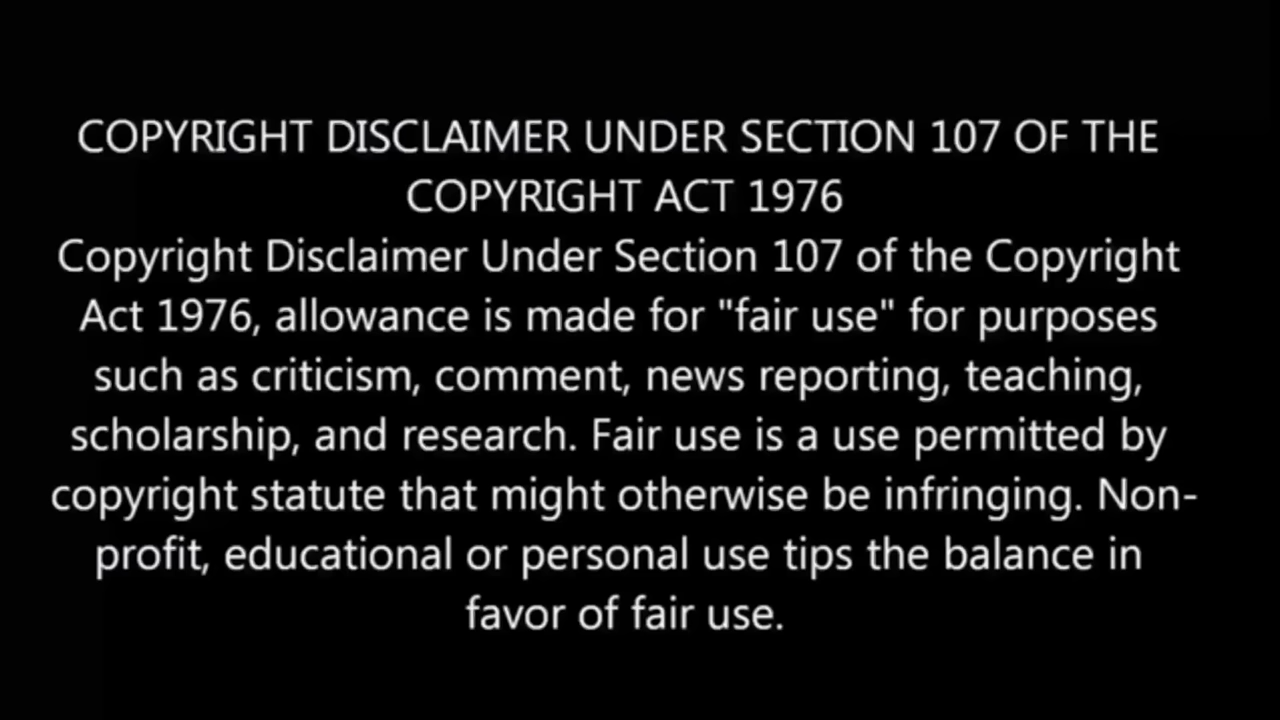 COPYRIGHT DISCLAIMER UNDER SECTION 107 OF THE
COPYRIGHT ACT 1976
Copyright Disclaimer Under Section 107 of the Copyright
Act 1976, allowance is made for "fair use" for purposes
such as criticism, comment, news reporting, teaching,
scholarship, and research. Fair use is a use permitted by
copyright statute that might otherwise be infringing. Non-
profit, educational or personal use tips the balance in
favor of fair use.